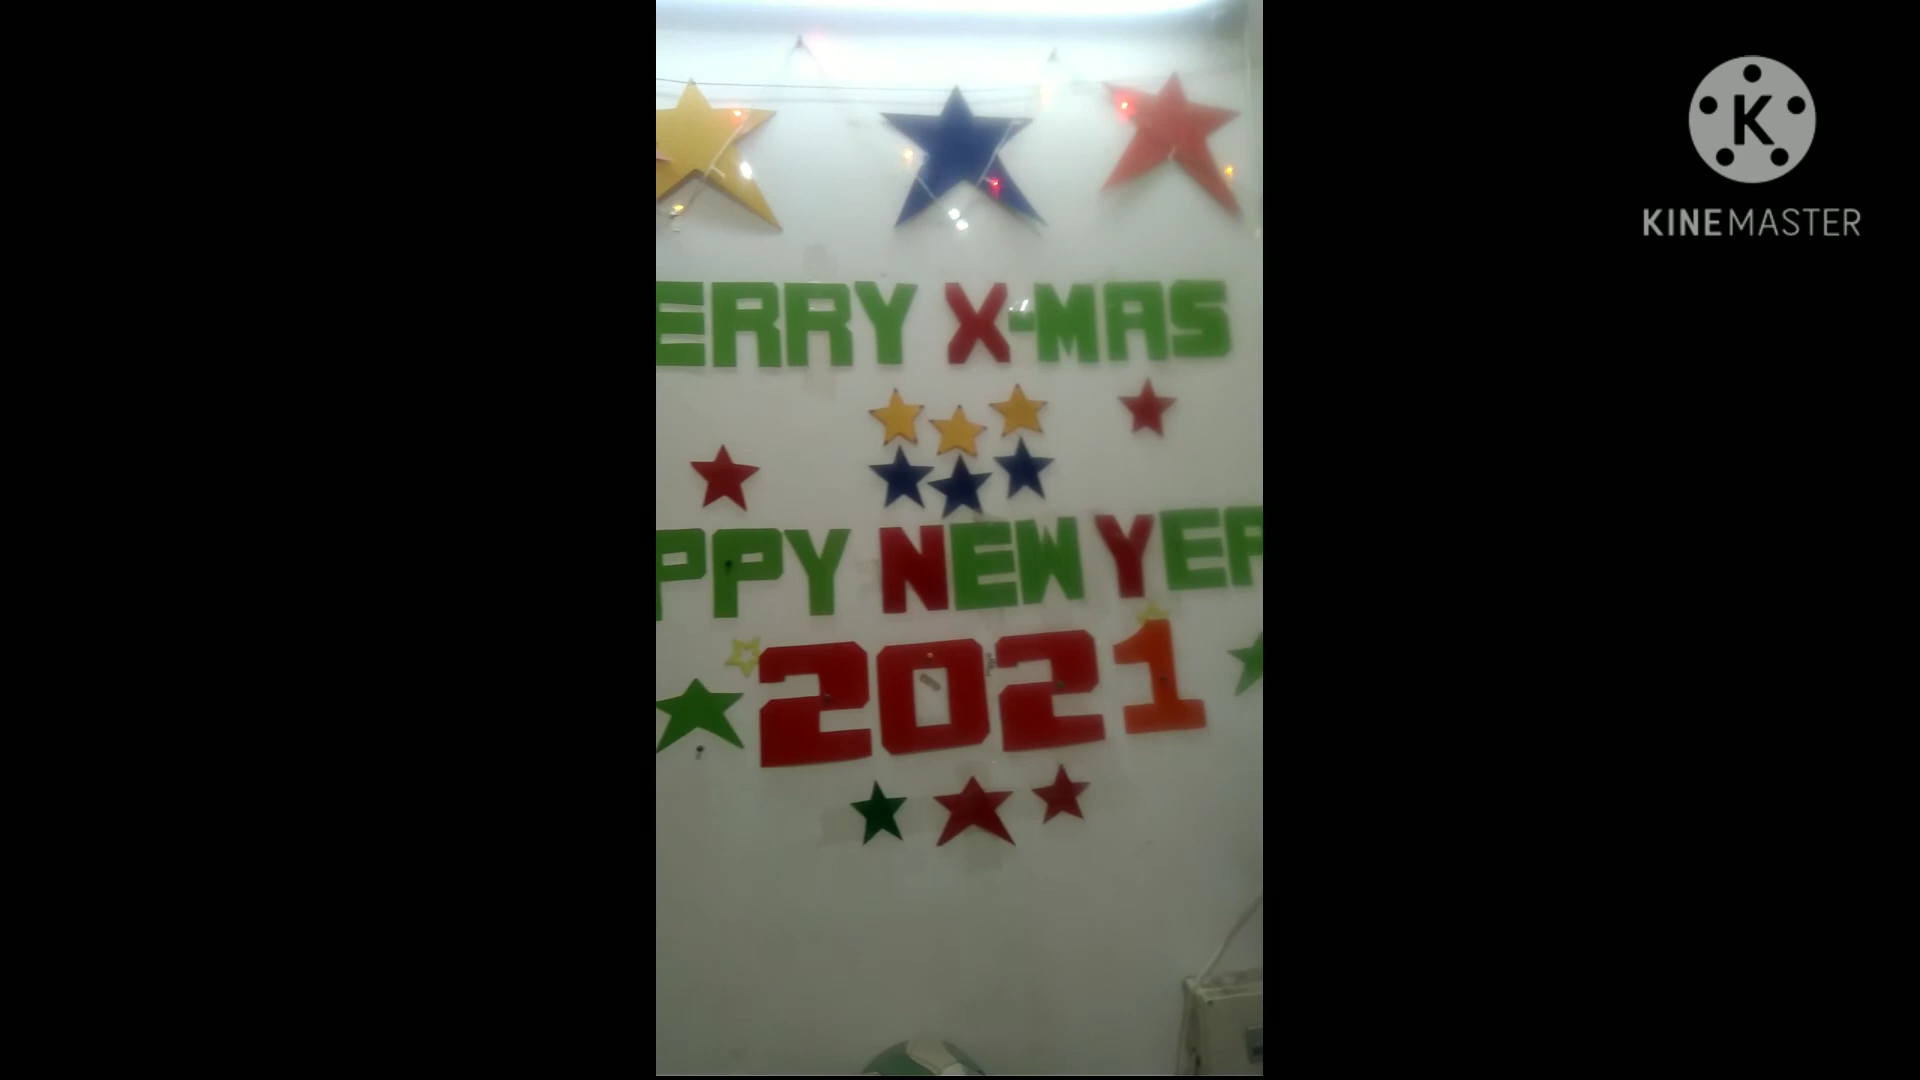 ERRY X-MAS
PPY NEW YEA
2021
K
KINEMASTER